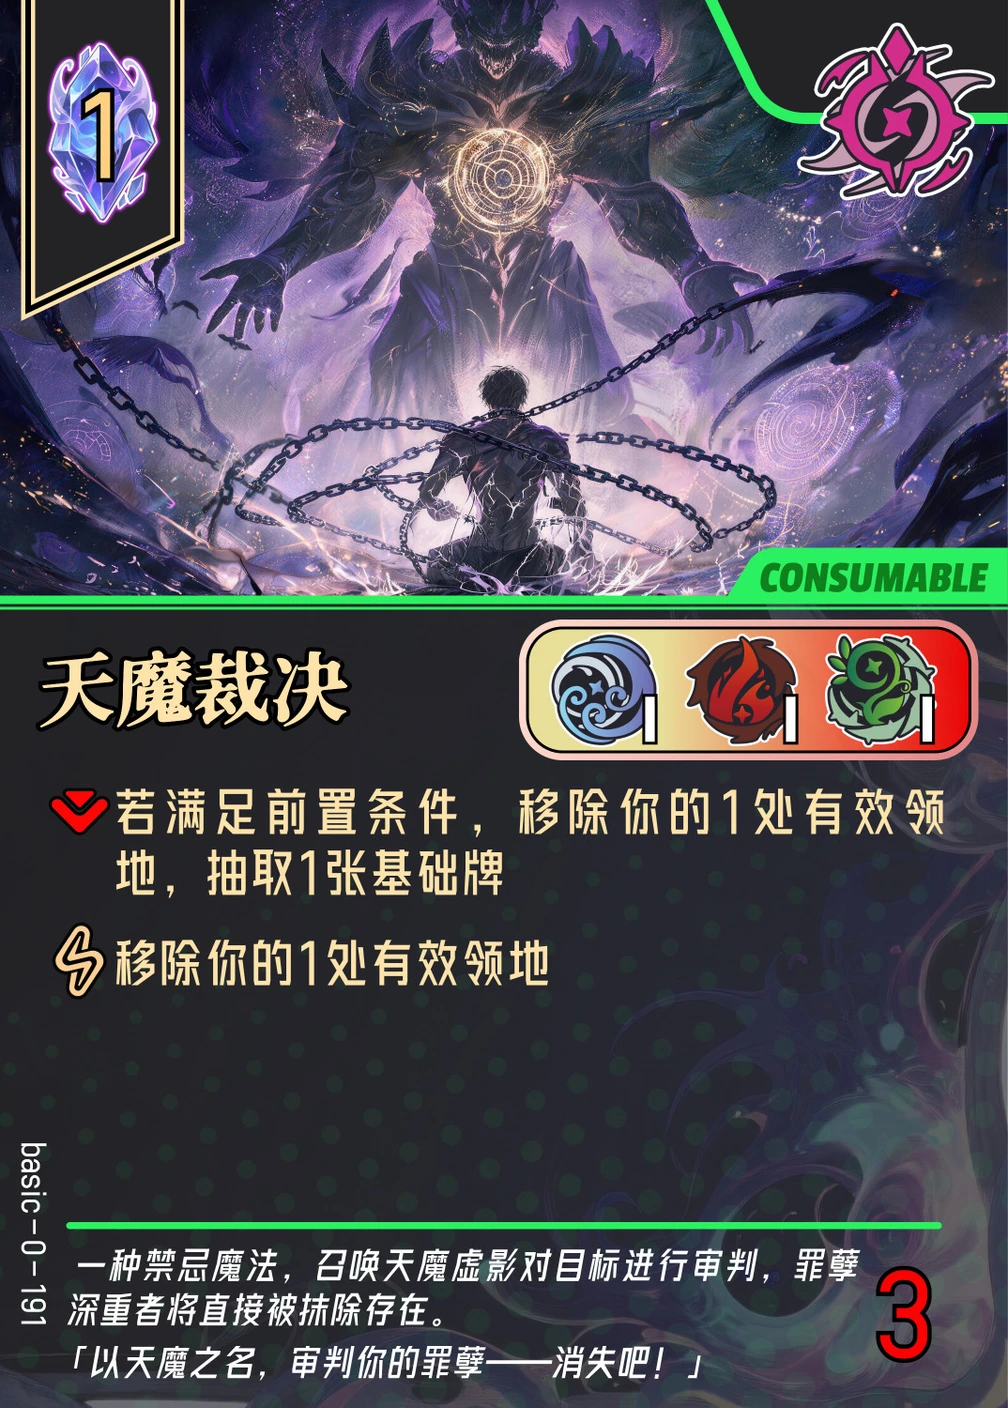 1
CONSUMABLE
天魔裁决
I I I
若满足前置条件，移除你的1处有效领
地，抽取1张基础牌
移除你的1处有效领地
basic-0-191
一种禁忌魔法，召唤天魔虚影对目标进行审判，罪孽
深重者将直接被抹除存在。
「以天魔之名，审判你的罪孽——消失吧！」
3